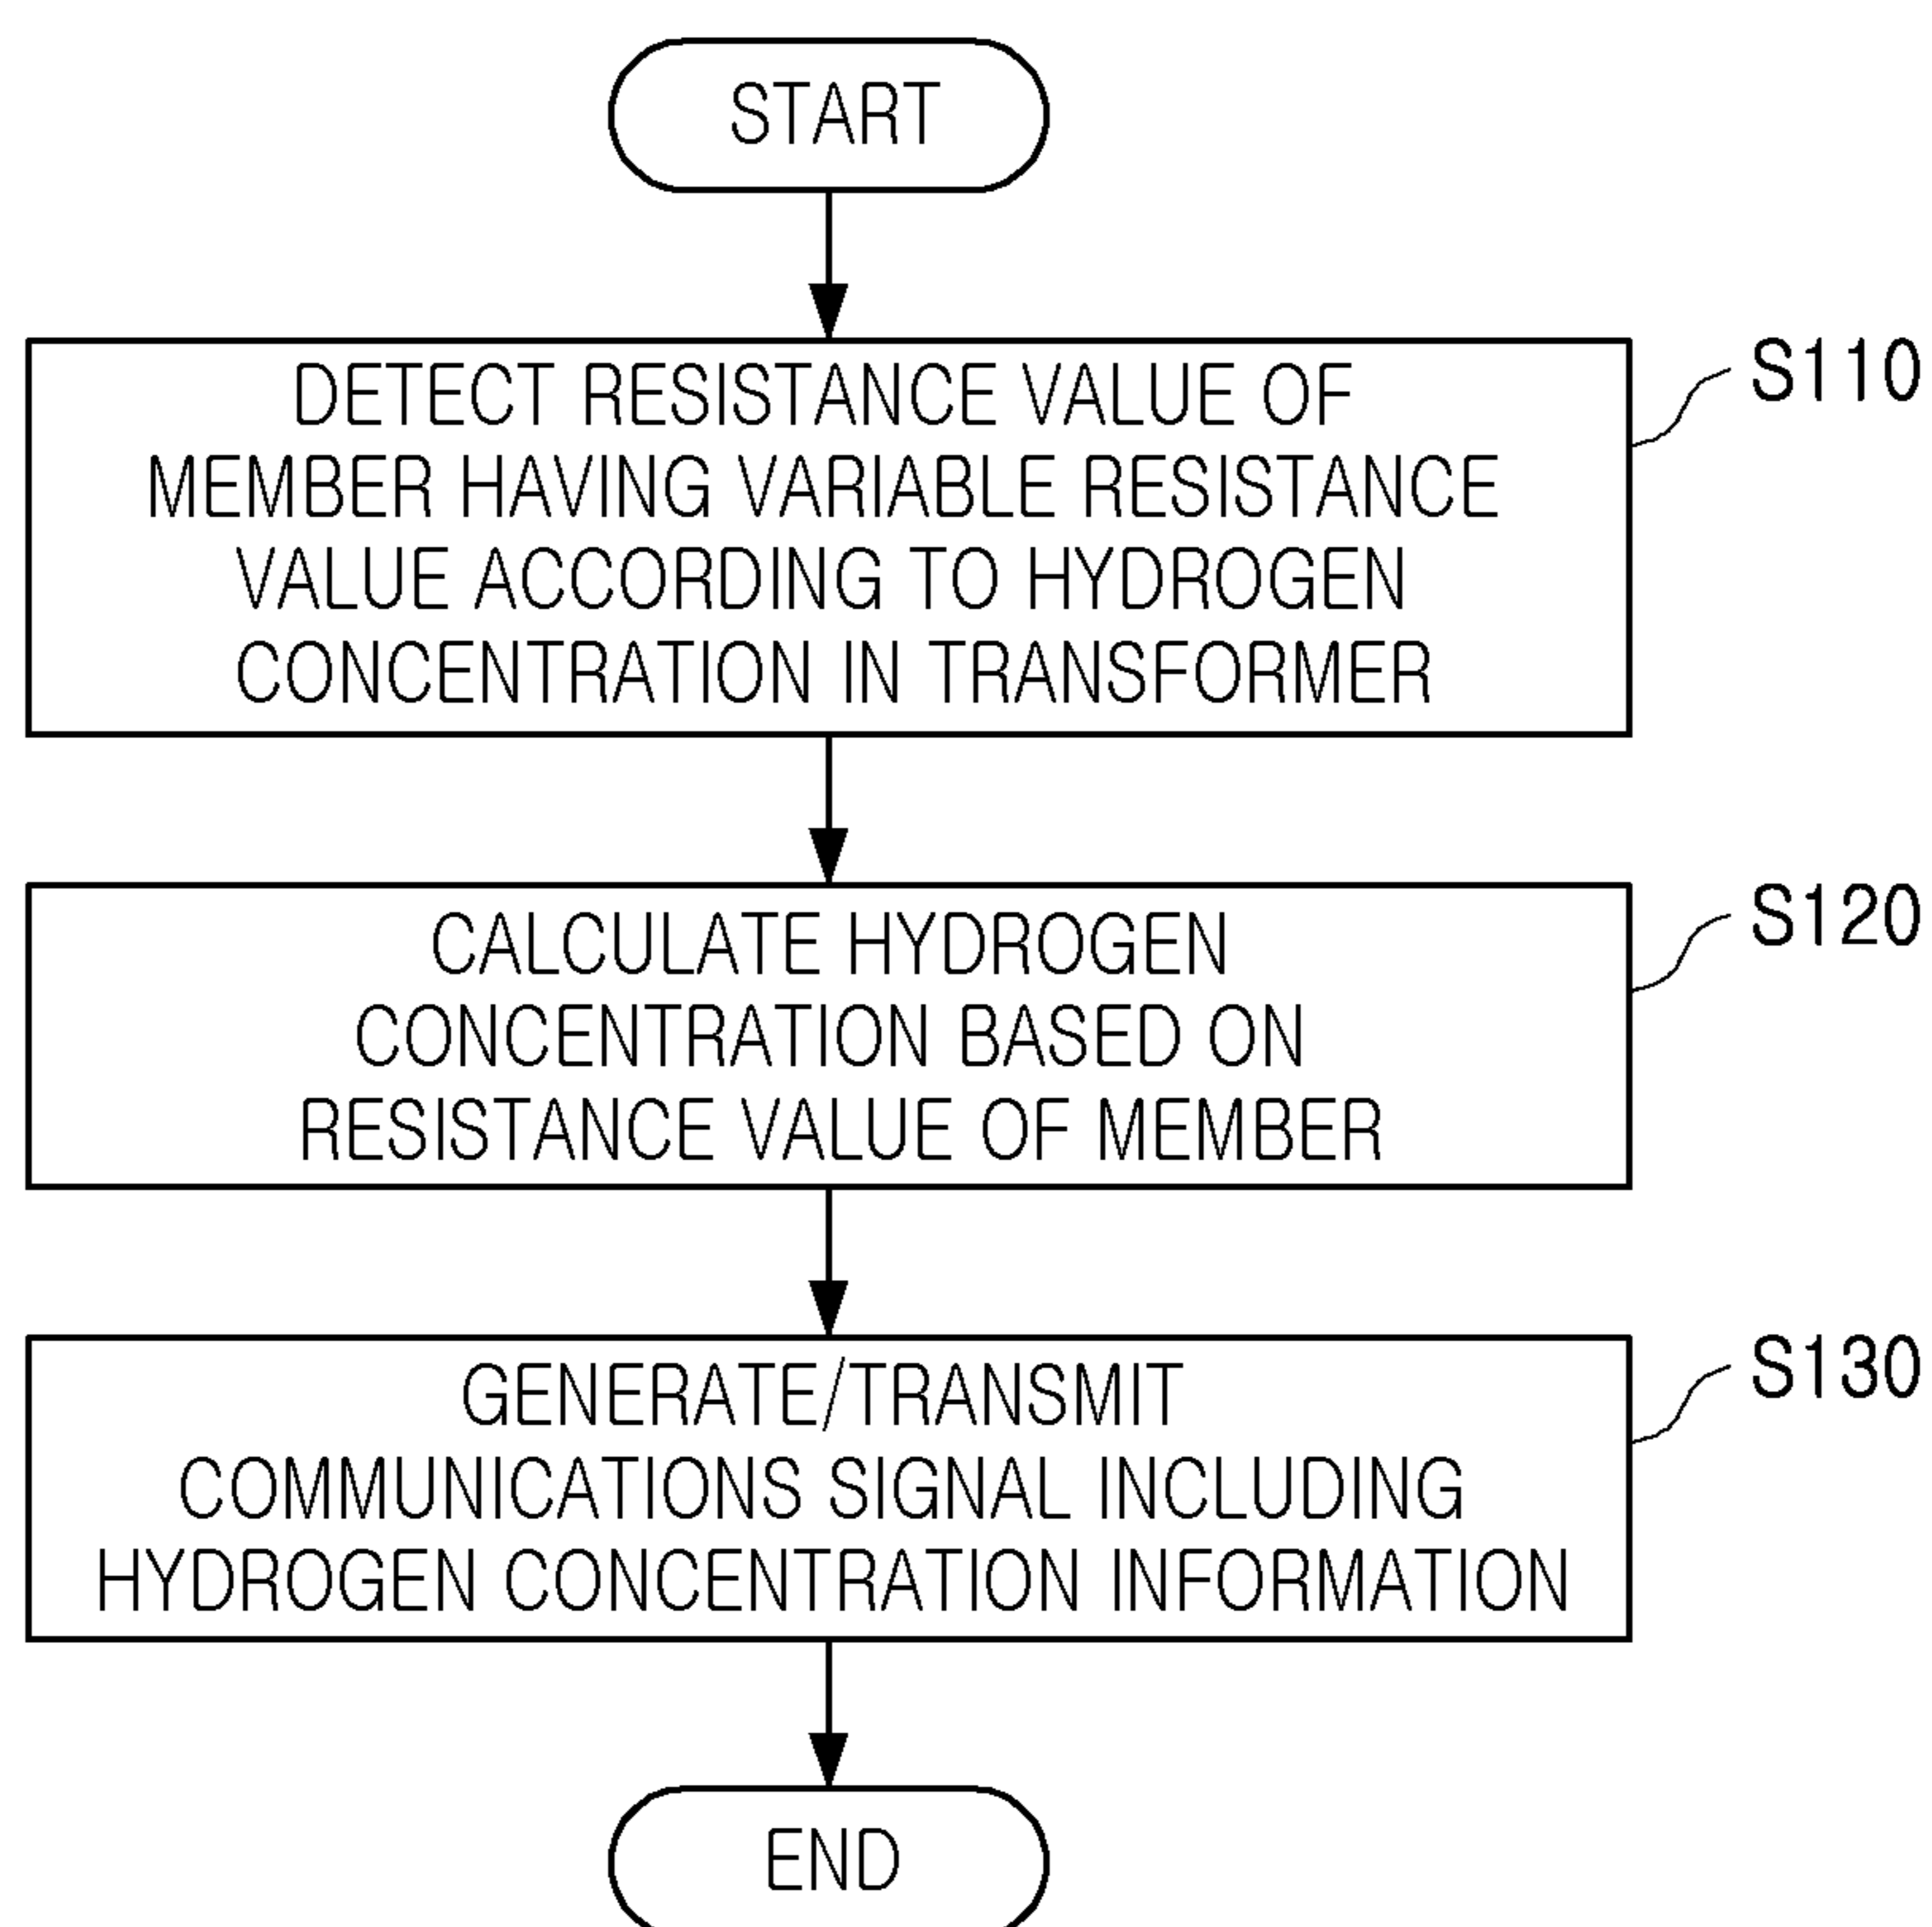 START
DETECT RESISTANCE VALUE OF
MEMBER HAVING VARIABLE RESISTANCE
VALUE ACCORDING TO HYDROGEN
CONCENTRATION IN TRANSFORMER
S110
CALCULATE HYDROGEN
CONCENTRATION BASED ON
RESISTANCE VALUE OF MEMBER
S120
GENERATE/TRANSMIT
COMMUNICATIONS SIGNAL INCLUDING
HYDROGEN CONCENTRATION INFORMATION
S130
END